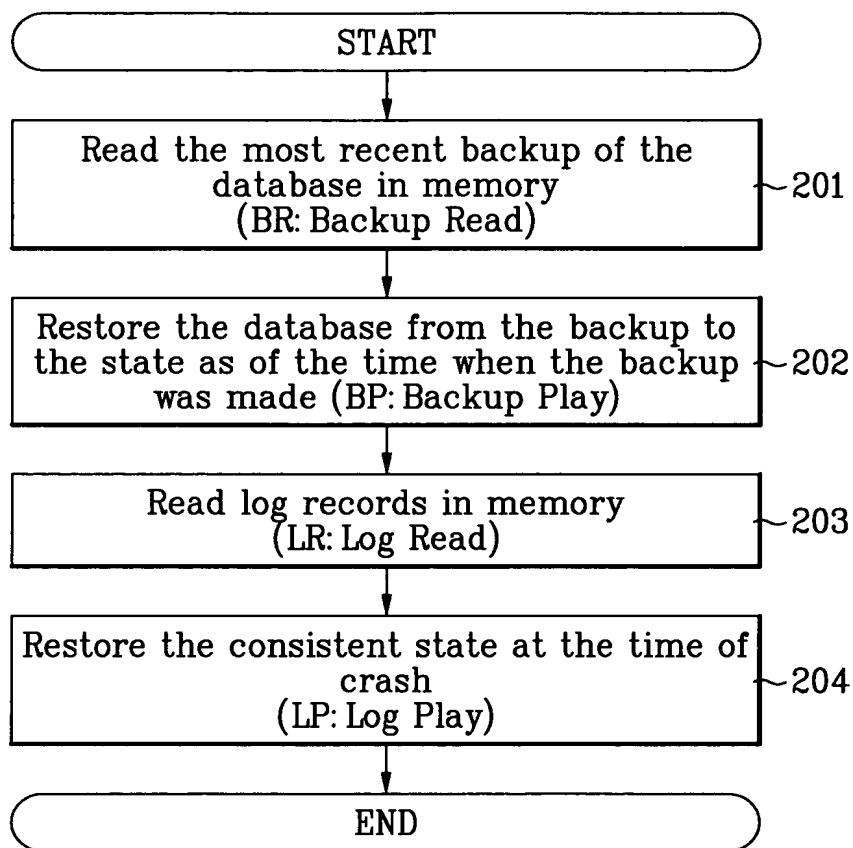 START
Read the most recent backup of the
database in memory
(BR: Backup Read)
201
Restore the database from the backup to
the state as of the time when the backup
was made (BP: Backup Play)
202
Read log records in memory
(LR: Log Read)
203
Restore the consistent state at the time of
crash
(LP: Log Play)
204
END